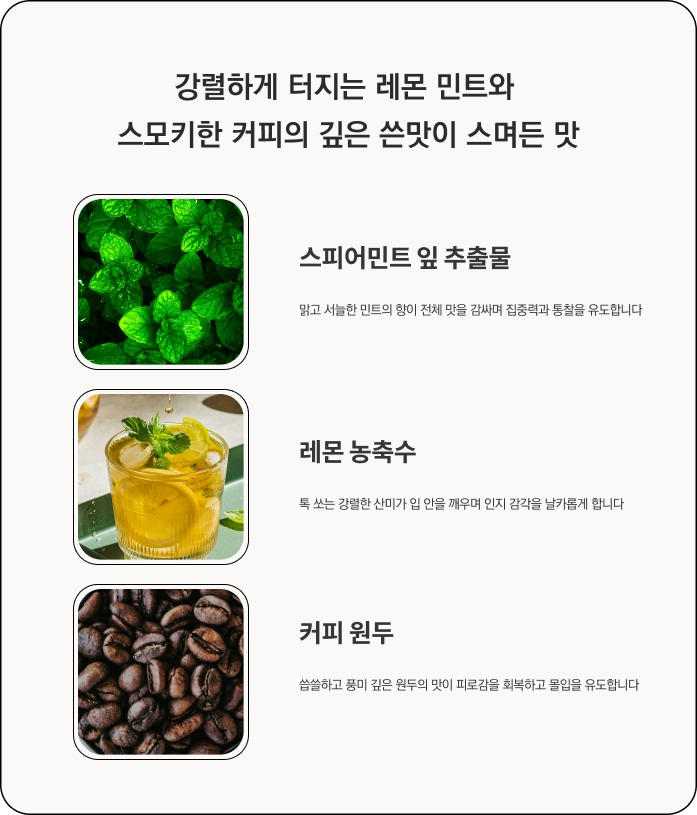 강렬하게 터지는 레몬 민트와
스모키한 커피의 깊은 쓴맛이 스며든 맛
스피어민트 잎 추출물
맑고 서늘한 민트의 향이 전체 맛을 감싸며 집중력과 통찰을 유도합니다
레몬 농축수
톡 쏘는 강렬한 산미가 입 안을 깨우며 인지 감각을 날카롭게 합니다
커피 원두
씁쓸하고 풍미 깊은 원두의 맛이 피로감을 회복하고 몰입을 유도합니다